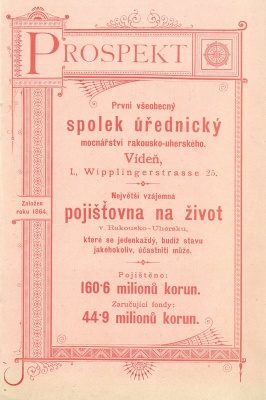 PROSPEKT
První všeobecný
spolek úřednický
mocnářství rakousko-uherského.
Vídeň,
I., Wipplingerstrasse 25.
Největší vzájemná
pojišťovna na život
v Rakousko-Uhersku,
které se jedenkaždý, budiž stavu
jakéhokoliv, účastniti může.
Založen
roku 1864.
Pojištěno:
160·6 milionů korun.
Zaručující fondy:
44·9 milionů korun.